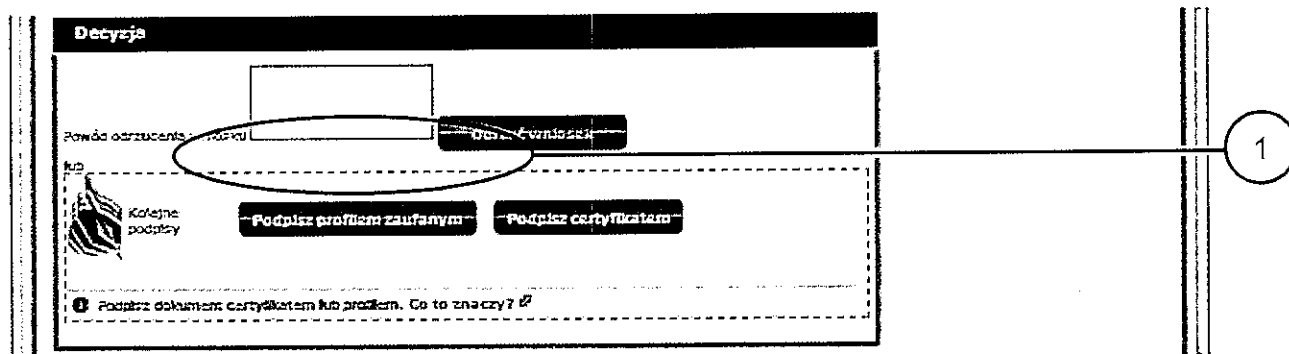 Decyzja
Powód odrzucenia
lub
Kolejne
podpisy
Podpisz profilem zaufanym
Podpisz certyfikatem
Podpisz dokument certyfikatem lub profilem. Co to znaczy?
1